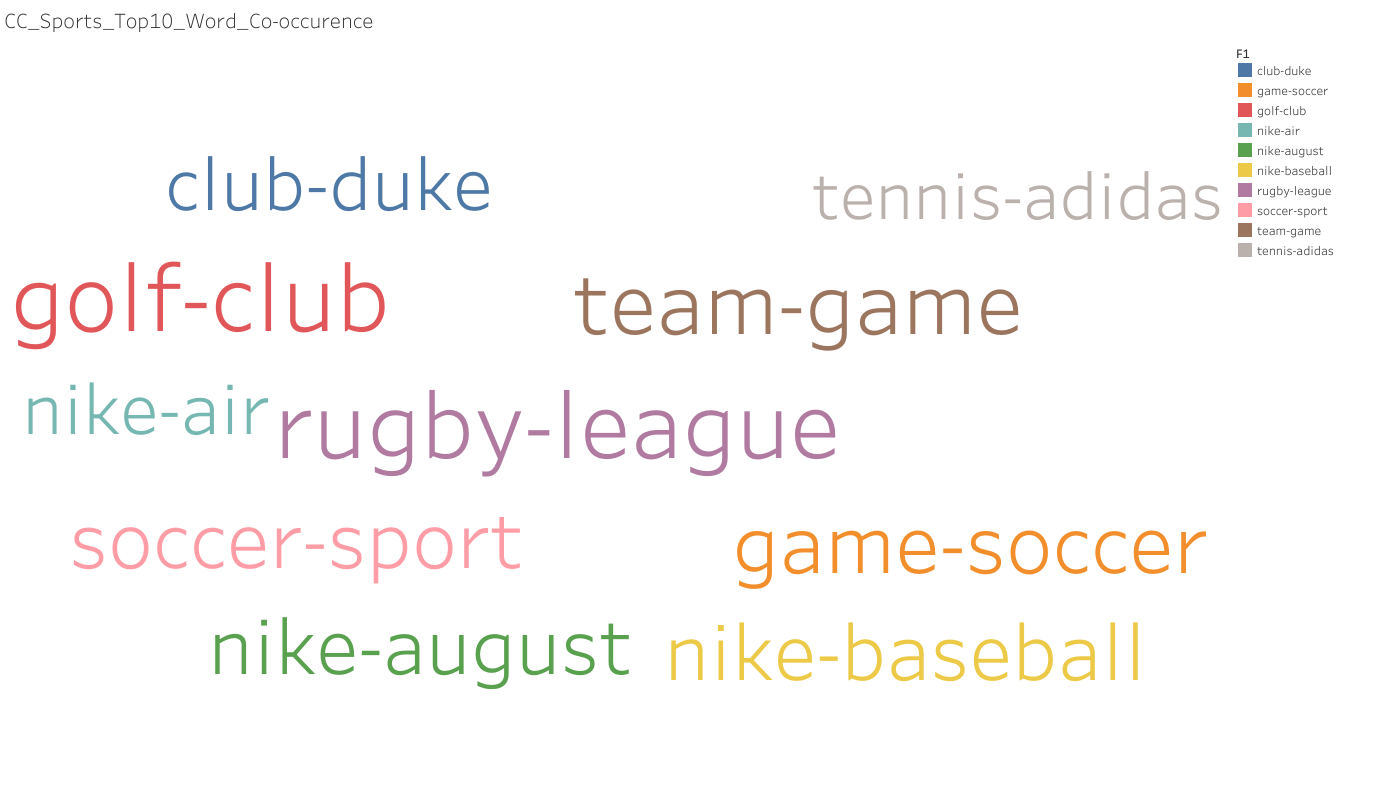 CC_Sports_Top10_Word_Co-occurence
F1
club-duke
game-soccer
golf-club
nike-air
nike-august
nike-baseball
rugby-league
soccer-sport
team-game
tennis-adidas
club-duke
tennis-adidas
golf-club
team-game
nike-air
rugby-league
soccer-sport
game-soccer
nike-august
nike-baseball